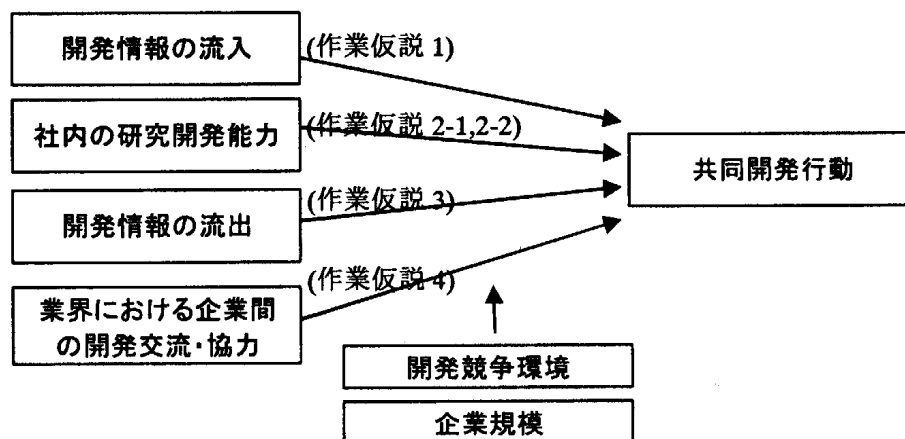 開発情報の流入
(作業仮説 1)
社内の研究開発能力
(作業仮説 2-1,2-2)
共同開発行動
開発情報の流出
(作業仮説 3)
業界における企業間
の開発交流・協力
(作業仮説 4)
開発競争環境
企業規模